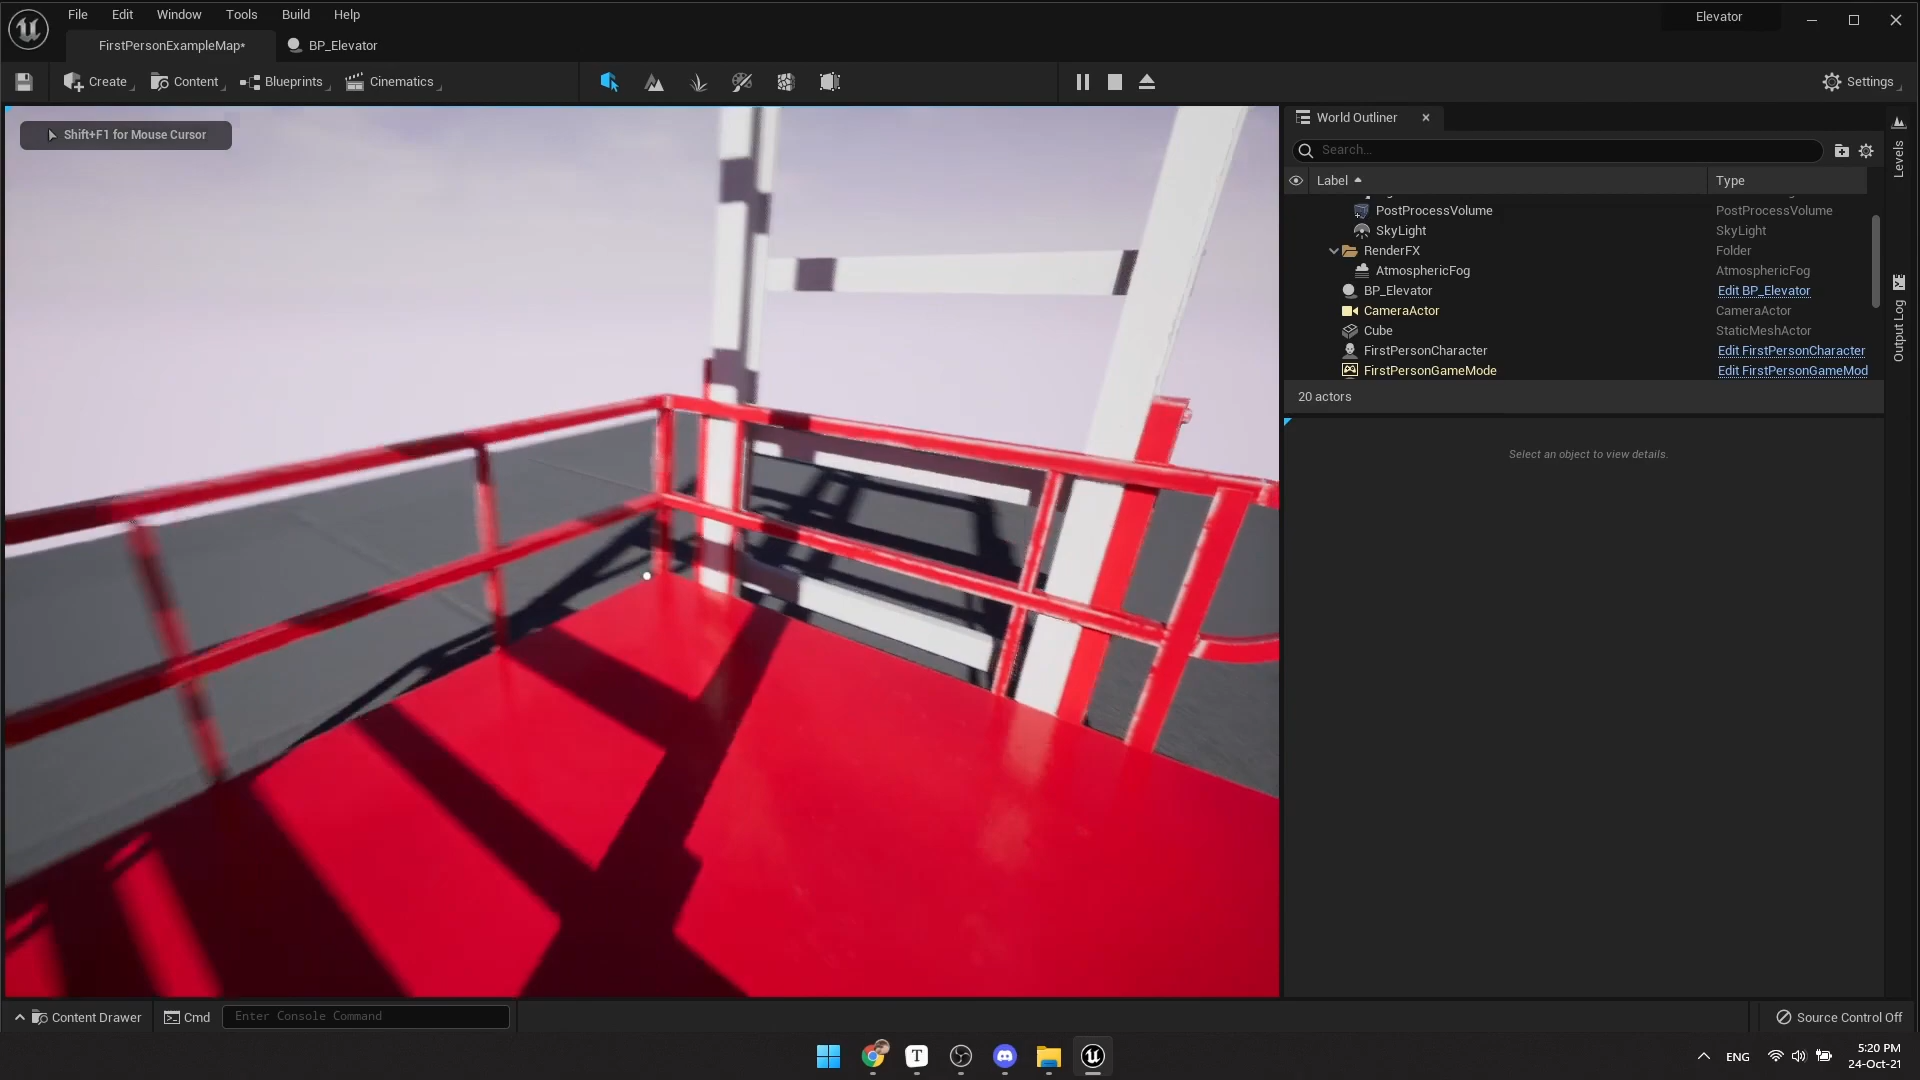 File Edit Window Tools Build Help
Elevator
FirstPersonExampleMap*
BP_Elevator
Create
Content
Blueprints
Cinematics
Settings
Shift+F1 for Mouse Cursor
World Outliner
Search...
Label
Type
PostProcessVolume PostProcessVolume
SkyLight SkyLight
RenderFX Folder
AtmosphericFog AtmosphericFog
BP_Elevator Edit BP_Elevator
CameraActor CameraActor
Cube StaticMeshActor
FirstPersonCharacter Edit FirstPersonCharacter
FirstPersonGameMode Edit FirstPersonGameMod
20 actors
Select an object to view details.
Levels
Output Log
Content Drawer
Cmd
Enter Console Command
Source Control Off
T
ENG
5:20 PM
24-Oct-21